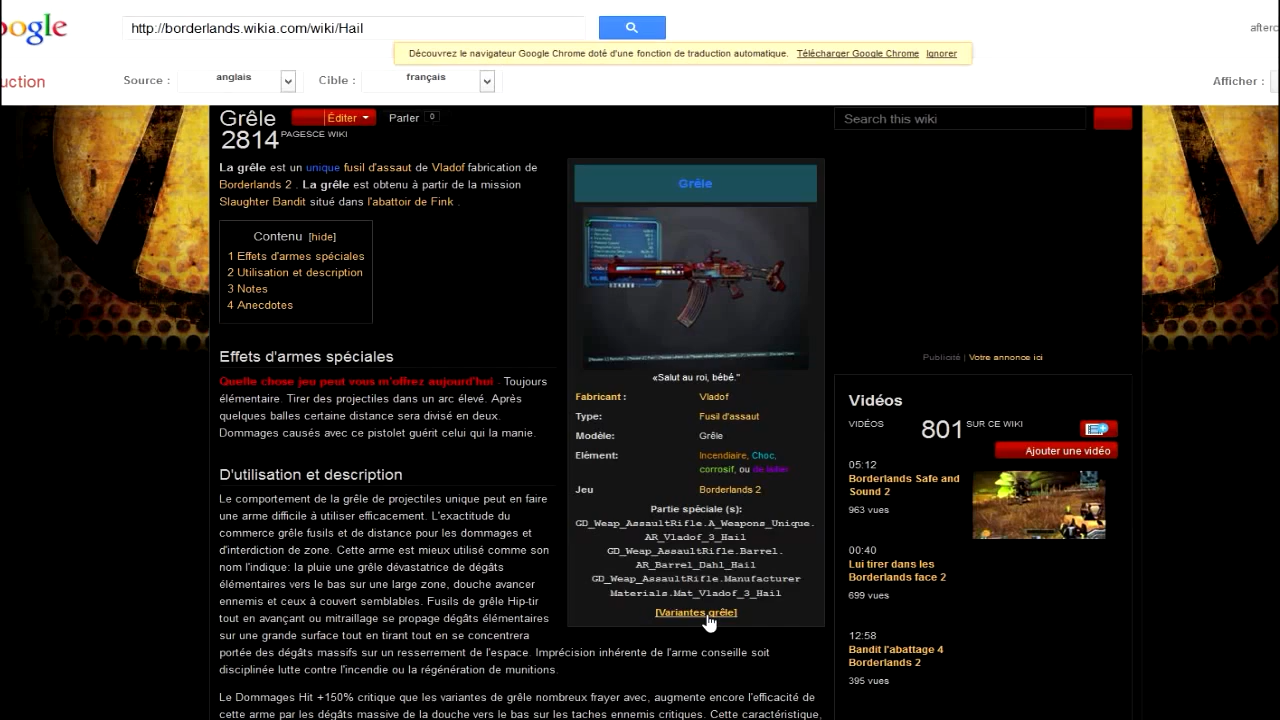 oogle
http://borderlands.wikia.com/wiki/Hail
afterc
Découvrez le navigateur Google Chrome doté d'une fonction de traduction automatique. Télécharger Google Chrome Ignorer
uction
Source : anglais Cible : français Afficher :
Grêle Éditer Parler 0
2814 PAGESCE WIKI
Search this wiki
La grêle est un unique fusil d'assaut de Vladof fabrication de
Borderlands 2 . La grêle est obtenu à partir de la mission
Slaughter Bandit situé dans l'abattoir de Fink .
Contenu [hide]
1 Effets d'armes spéciales
2 Utilisation et description
3 Notes
4 Anecdotes
Effets d'armes spéciales
Quelle chose jeu peut vous m'offrez aujourd'hui - Toujours
élémentaire. Tirer des projectiles dans un arc élevé. Après
quelques balles certaine distance sera divisé en deux.
Dommages causés avec ce pistolet guérit celui qui la manie.
D'utilisation et description
Le comportement de la grêle de projectiles unique peut en faire
une arme difficile à utiliser efficacement. L'exactitude du
commerce grêle fusils et de distance pour les dommages et
d'interdiction de zone. Cette arme est mieux utilisé comme son
nom l'indique: la pluie une grêle dévastatrice de dégâts
élémentaires vers le bas sur une large zone, douche avancer
ennemis et ceux à couvert semblables. Fusils de grêle Hip-tir
tout en avançant ou mitraillage se propage dégâts élémentaires
sur une grande surface tout en tirant tout en se concentrera
portée des dégâts massifs sur un resserrement de l'espace. Imprécision inhérente de l'arme conseille soit
disciplinée lutte contre l'incendie ou la régénération de munitions.
Le Dommages Hit +150% critique que les variantes de grêle nombreux frayer avec, augmente encore l'efficacité de
cette arme par les dégâts massive de la douche vers le bas sur les taches ennemis critiques. Cette caractéristique,
Grêle
«Salut au roi, bébé."
Fabricant : Vladof
Type: Fusil d'assaut
Modèle: Grêle
Elément: Incendiaire, Choc,
corrosif, ou de laitier
Jeu Borderlands 2
Partie spéciale (s):
GD_Weap_AssaultRifle.A_Weapons_Unique.
AR_Vladof_3_Hail
GD_Weap_AssaultRifle.Barrel.
AR_Barrel_Dahl_Hail
GD_Weap_AssaultRifle.Manufacturer
Materials.Mat_Vladof_3_Hail
[Variantes grêle]
Publicité | Votre annonce ici
Vidéos
VIDÉOS 801 SUR CE WIKI
Ajouter une vidéo
05:12
Borderlands Safe and
Sound 2
963 vues
00:40
Lui tirer dans les
Borderlands face 2
699 vues
12:58
Bandit l'abattage 4
Borderlands 2
395 vues